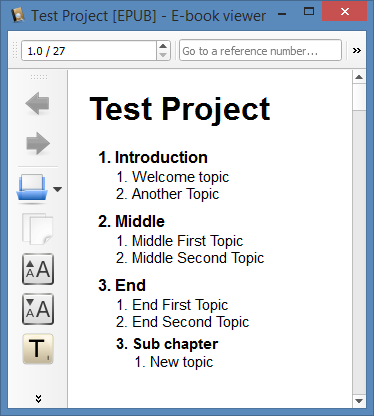 Test Project [EPUB] - E-book viewer
1.0 / 27
Go to a reference number...
Test Project
1. Introduction
1. Welcome topic
2. Another Topic
2. Middle
1. Middle First Topic
2. Middle Second Topic
3. End
1. End First Topic
2. End Second Topic
3. Sub chapter
1. New topic